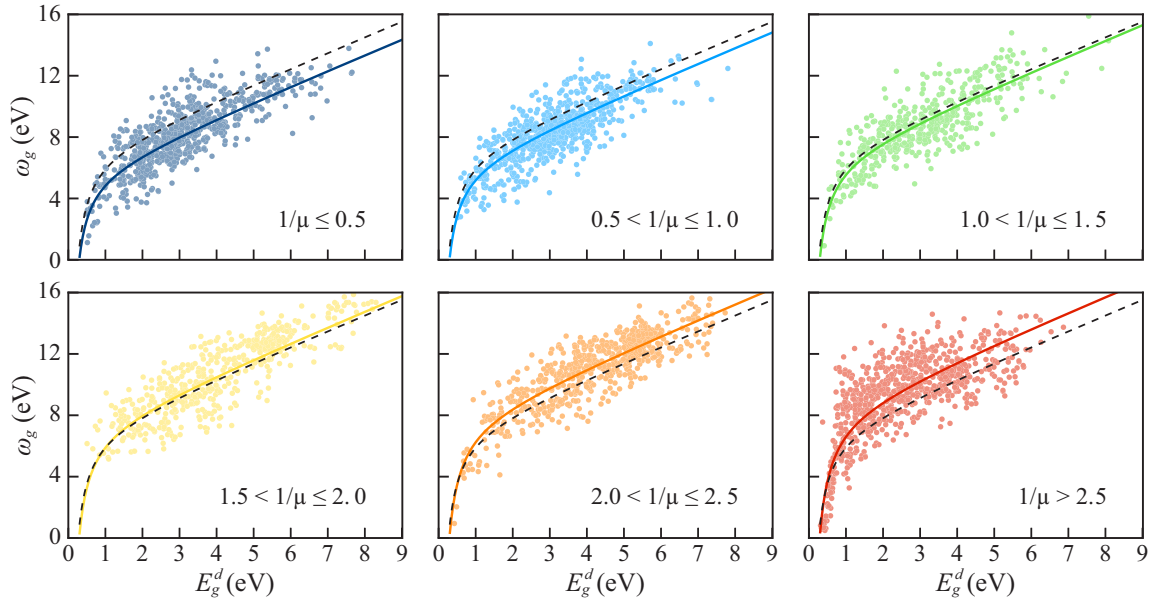 16
12
8
4
0
ω_g (eV)
1/μ ≤ 0.5
0.5 < 1/μ ≤ 1.0
1.0 < 1/μ ≤ 1.5
16
12
8
4
0
ω_g (eV)
1.5 < 1/μ ≤ 2.0
2.0 < 1/μ ≤ 2.5
1/μ > 2.5
0 1 2 3 4 5 6 7 8 9 0 1 2 3 4 5 6 7 8 9 0 1 2 3 4 5 6 7 8 9
E_g^d (eV) E_g^d (eV) E_g^d (eV)